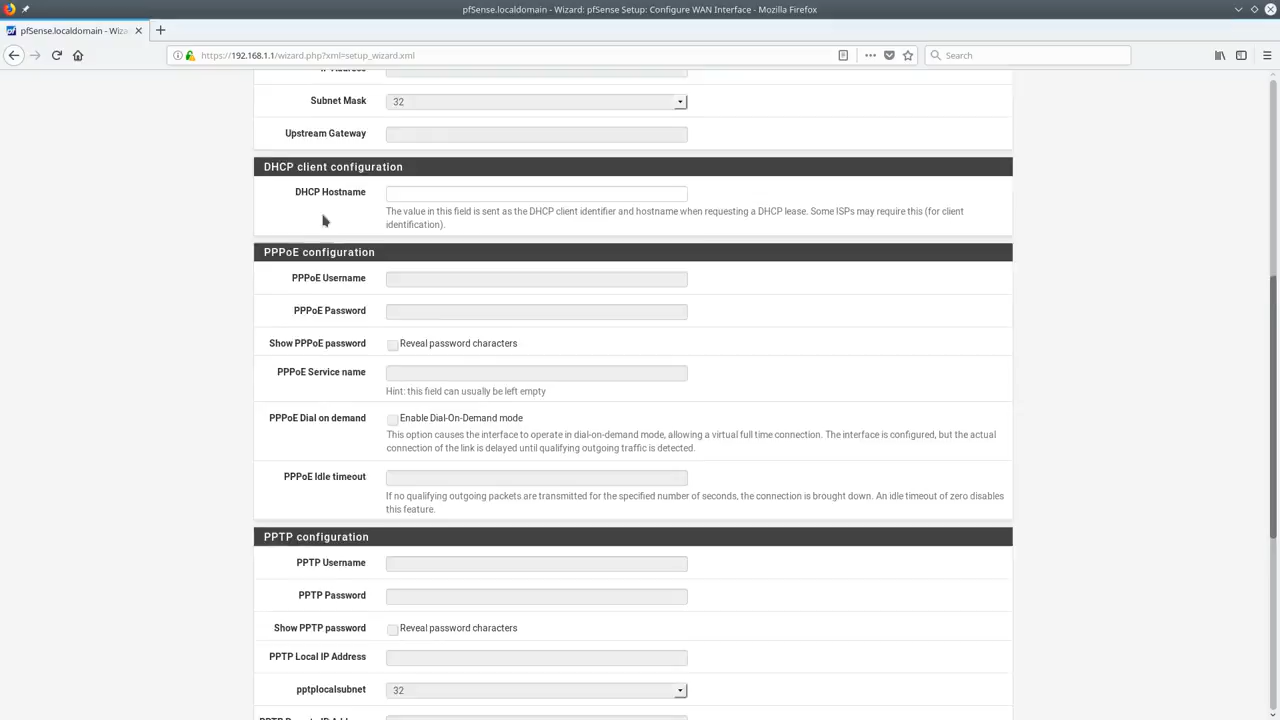 pfSense.localdomain - Wizard: pfSense Setup: Configure WAN Interface - Mozilla Firefox
pfSense.localdomain - Wiza
https://192.168.1.1/wizard.php?xml=setup_wizard.xml
Search
IP Address
Subnet Mask
32
Upstream Gateway
DHCP client configuration
DHCP Hostname
The value in this field is sent as the DHCP client identifier and hostname when requesting a DHCP lease. Some ISPs may require this (for client
identification).
PPPoE configuration
PPPoE Username
PPPoE Password
Show PPPoE password
Reveal password characters
PPPoE Service name
Hint: this field can usually be left empty
PPPoE Dial on demand
Enable Dial-On-Demand mode
This option causes the interface to operate in dial-on-demand mode, allowing a virtual full time connection. The interface is configured, but the actual
connection of the link is delayed until qualifying outgoing traffic is detected.
PPPoE Idle timeout
If no qualifying outgoing packets are transmitted for the specified number of seconds, the connection is brought down. An idle timeout of zero disables
this feature.
PPTP configuration
PPTP Username
PPTP Password
Show PPTP password
Reveal password characters
PPTP Local IP Address
pptplocalsubnet
32
PPTP Remote IP Address